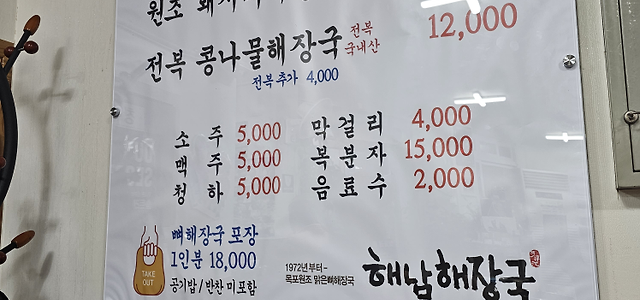 원조
전복 콩나물해장국 전복 국내산 12,000
전복추가 4,000
소주 5,000 막걸리 4,000
맥주 5,000 복분자 15,000
청하 5,000 음료수 2,000
뼈해장국 포장
1인분 18,000
공기밥/반찬 미포함
TAKE OUT
1972년부터~
목포원조 맑은뼈해장국
해남해장국